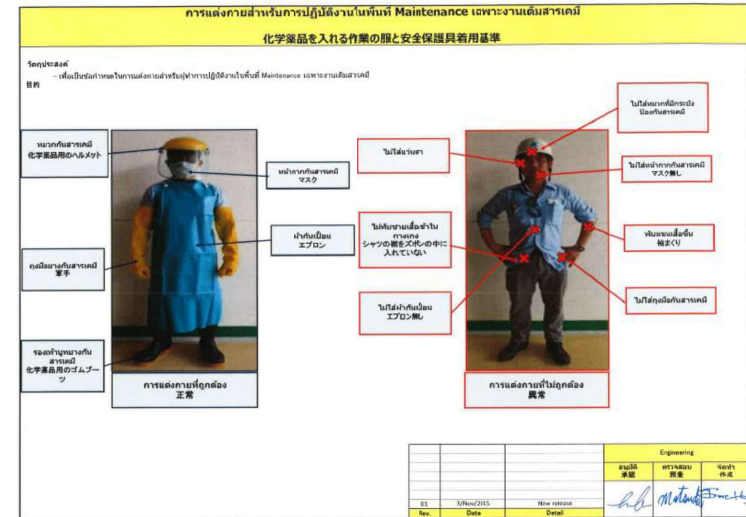 การแต่งกายสำหรับการปฏิบัติงานในพื้นที่ Maintenance เฉพาะงานเติมสารเคมี
化学薬品を入れる作業の服と安全保護具着用基準
วัตถุประสงค์
- เพื่อเป็นข้อกำหนดในการแต่งกายสำหรับผู้ทำการปฏิบัติงานในพื้นที่ Maintenance เฉพาะงานเติมสารเคมี
目的
หมวกกันสารเคมี
化学薬品用のヘルメット
หน้ากากกันสารเคมี
マスク
ผ้ากันเปื้อน
エプロン
ถุงมือยางกันสารเคมี
軍手
รองเท้าบูทยางกัน
สารเคมี
化学薬品用のゴムブー
ツ
การแต่งกายที่ถูกต้อง
正常
ไม่ใส่หมวกที่มีกระบัง
ป้องกันสารเคมี
ไม่ใส่แว่นตา
ไม่ใส่หน้ากากกันสารเคมี
マスク無し
ไม่พับชายเสื้อเข้าใน
กางเกง
シャツの裾をズボンの中に
入れていない
พับแขนเสื้อขึ้น
袖まくり
ไม่ใส่ผ้ากันเปื้อน
エプロン無し
ไม่ใส่ถุงมือกันสารเคมี
การแต่งกายที่ไม่ถูกต้อง
異常
Engineering
อนุมัติ ตรวจสอบ จัดทำ
承認 照査 作成
01 3/Nov/2015 New release
Rev. Date Detail